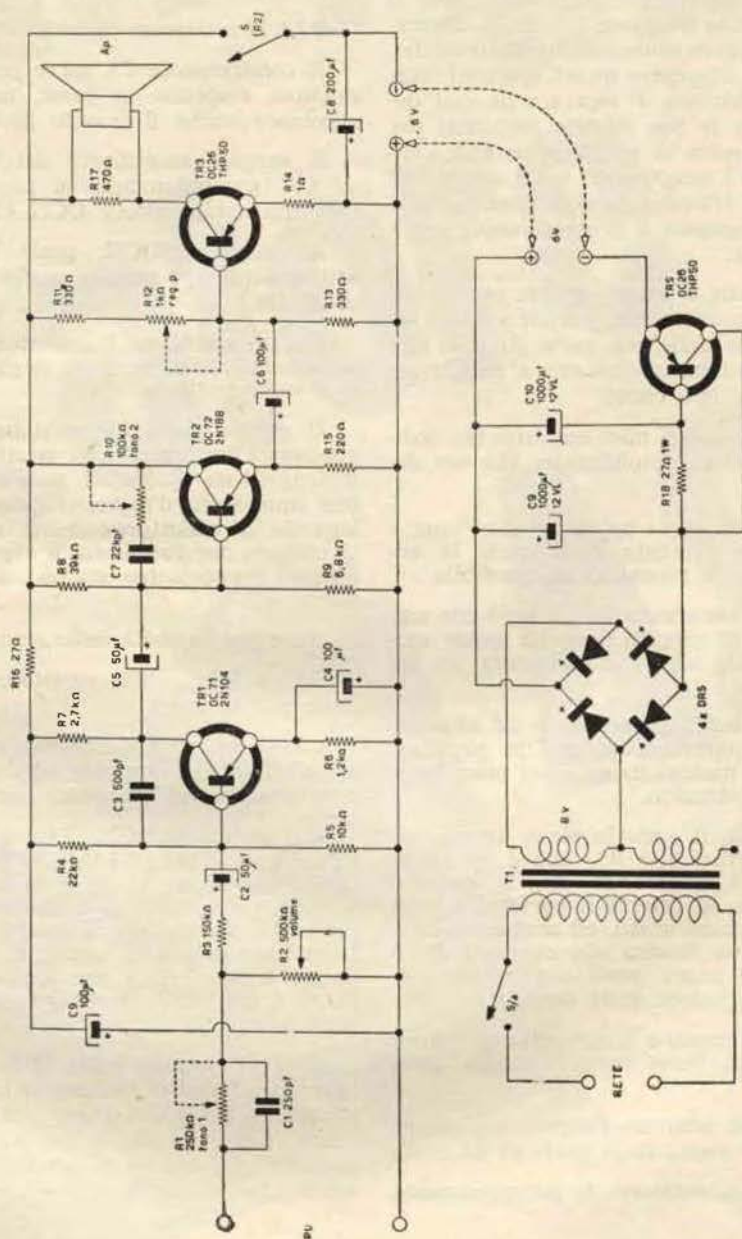 PU
R1
250kΩ
tono 1
C1 250pf
C9 100µf
R2 500kΩ
volume
R3 150kΩ
C2 50µf
R4
22kΩ
R5
10kΩ
C3 500pf
R7
2,7kΩ
TR1
OC71
2N104
R6
1,2kΩ
C4 100
µf
C5 50µf
R16 27Ω
R8
39kΩ
R9
6,8kΩ
C7 22kpf
R10
100kΩ
tono 2
TR2
OC72
2N188
R15
220Ω
C6 100µf
R11
330Ω
R12
1kΩ
reg. p
R13
330Ω
R17
470Ω
TR3
OC26
THP50
R14
1Ω
Ap
S
(R2)
C8 200µf
6V
+
-
RETE
S/a
T1
8v
4x DR5
C9
1000µf
12VL
C10
1000µf
12VL
R18 27Ω 1W
TR5
OC26
THP50
6V
+
-